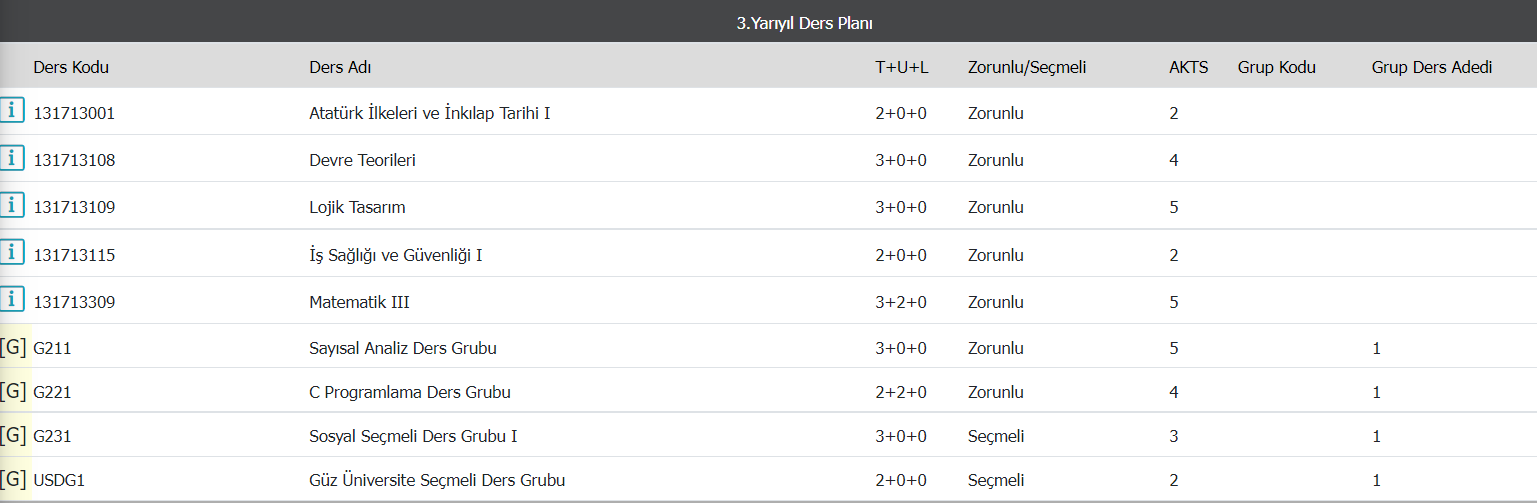 3.Yarıyıl Ders Planı
Ders Kodu Ders Adı T+U+L Zorunlu/Seçmeli AKTS Grup Kodu Grup Ders Adedi
i 131713001 Atatürk İlkeleri ve İnkılap Tarihi I 2+0+0 Zorunlu 2
i 131713108 Devre Teorileri 3+0+0 Zorunlu 4
i 131713109 Lojik Tasarım 3+0+0 Zorunlu 5
i 131713115 İş Sağlığı ve Güvenliği I 2+0+0 Zorunlu 2
i 131713309 Matematik III 3+2+0 Zorunlu 5
[G] G211 Sayısal Analiz Ders Grubu 3+0+0 Zorunlu 5 1
[G] G221 C Programlama Ders Grubu 2+2+0 Zorunlu 4 1
[G] G231 Sosyal Seçmeli Ders Grubu I 3+0+0 Seçmeli 3 1
[G] USDG1 Güz Üniversite Seçmeli Ders Grubu 2+0+0 Seçmeli 2 1